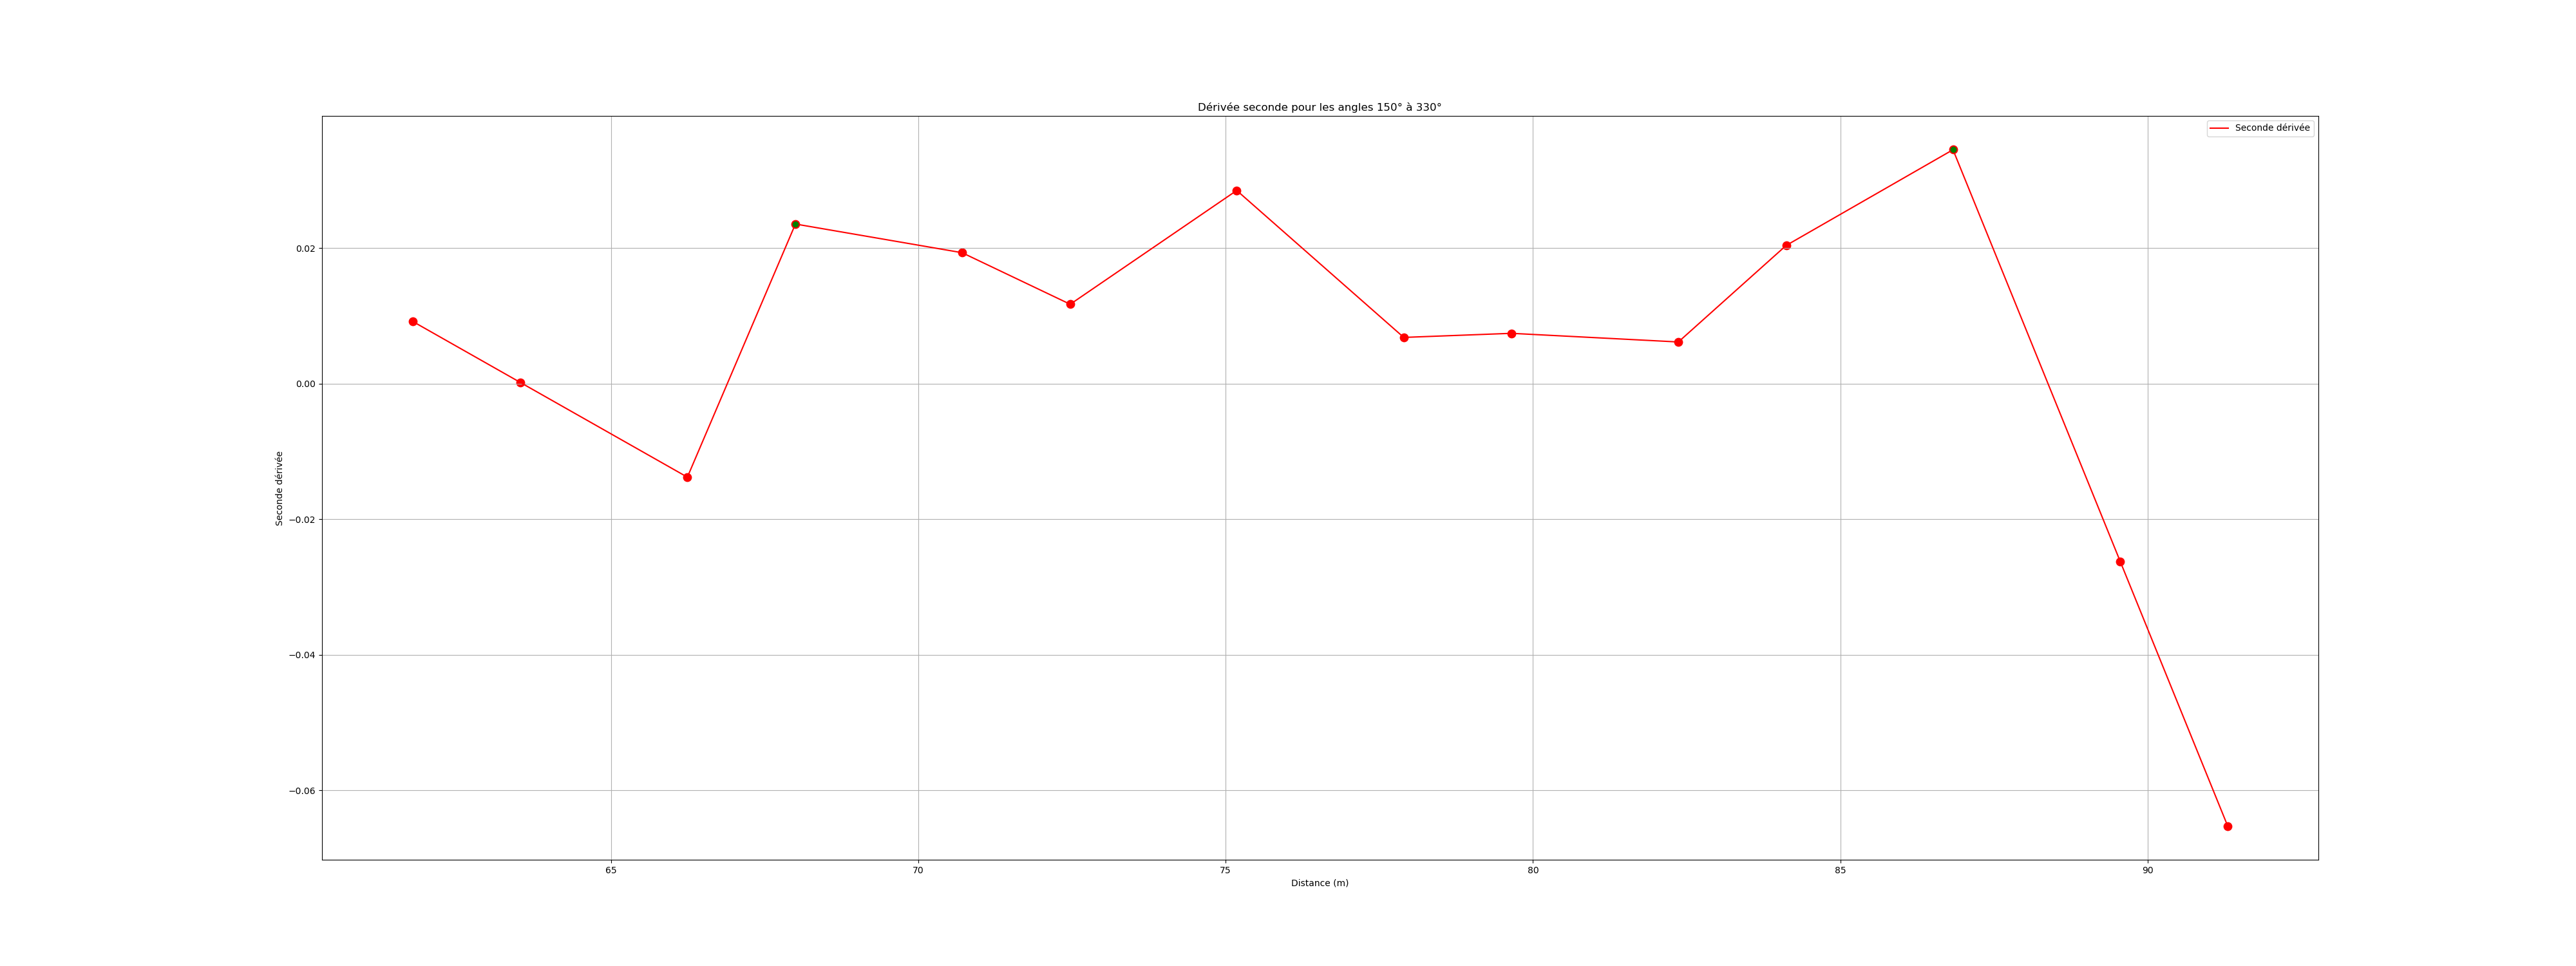 Dérivée seconde pour les angles 150° à 330°
Seconde dérivée
0.02
0.00
−0.02
−0.04
−0.06
Seconde dérivée
65
70
75
80
85
90
Distance (m)